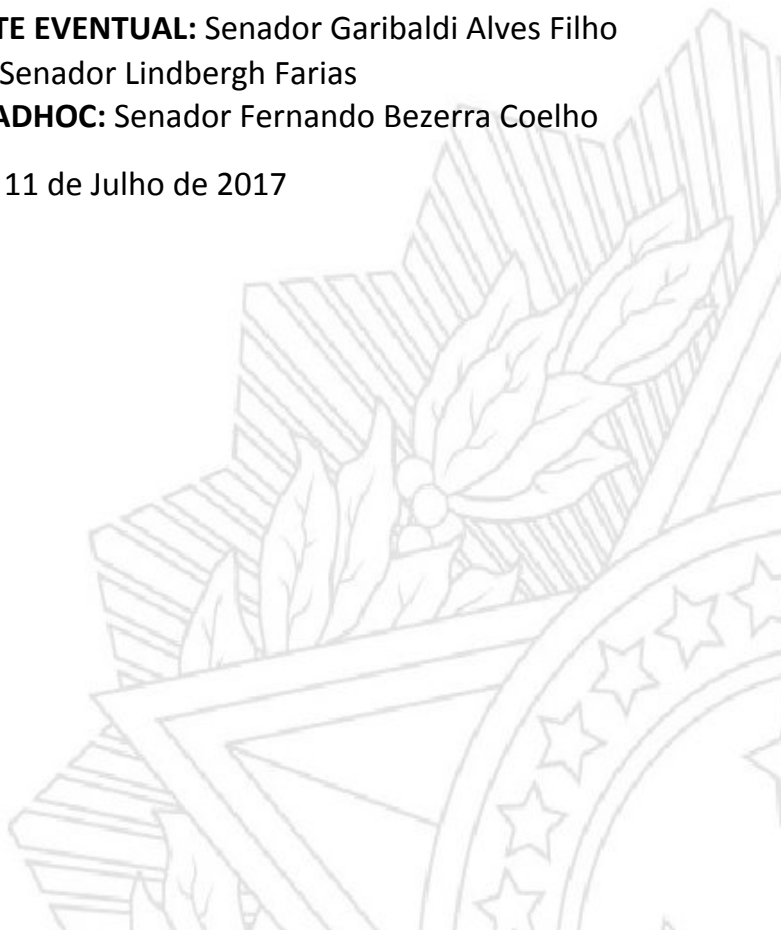 TE EVENTUAL: Senador Garibaldi Alves Filho
Senador Lindbergh Farias
ADHOC: Senador Fernando Bezerra Coelho
11 de Julho de 2017